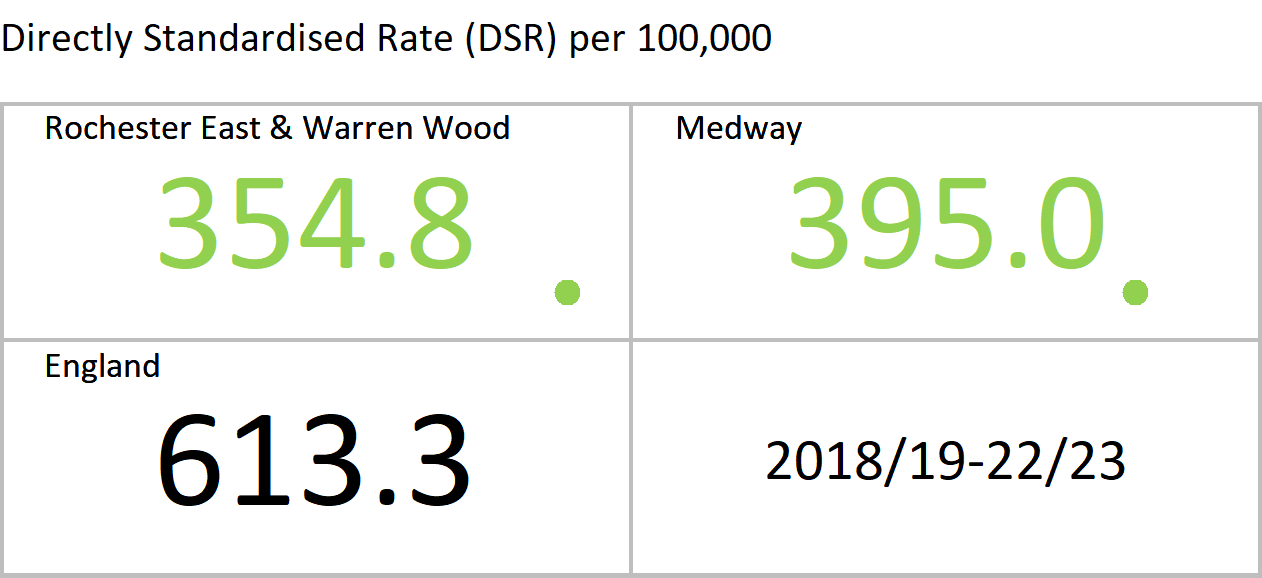 Directly Standardised Rate (DSR) per 100,000
Rochester East & Warren Wood
354.8
Medway
395.0
England
613.3
2018/19-22/23